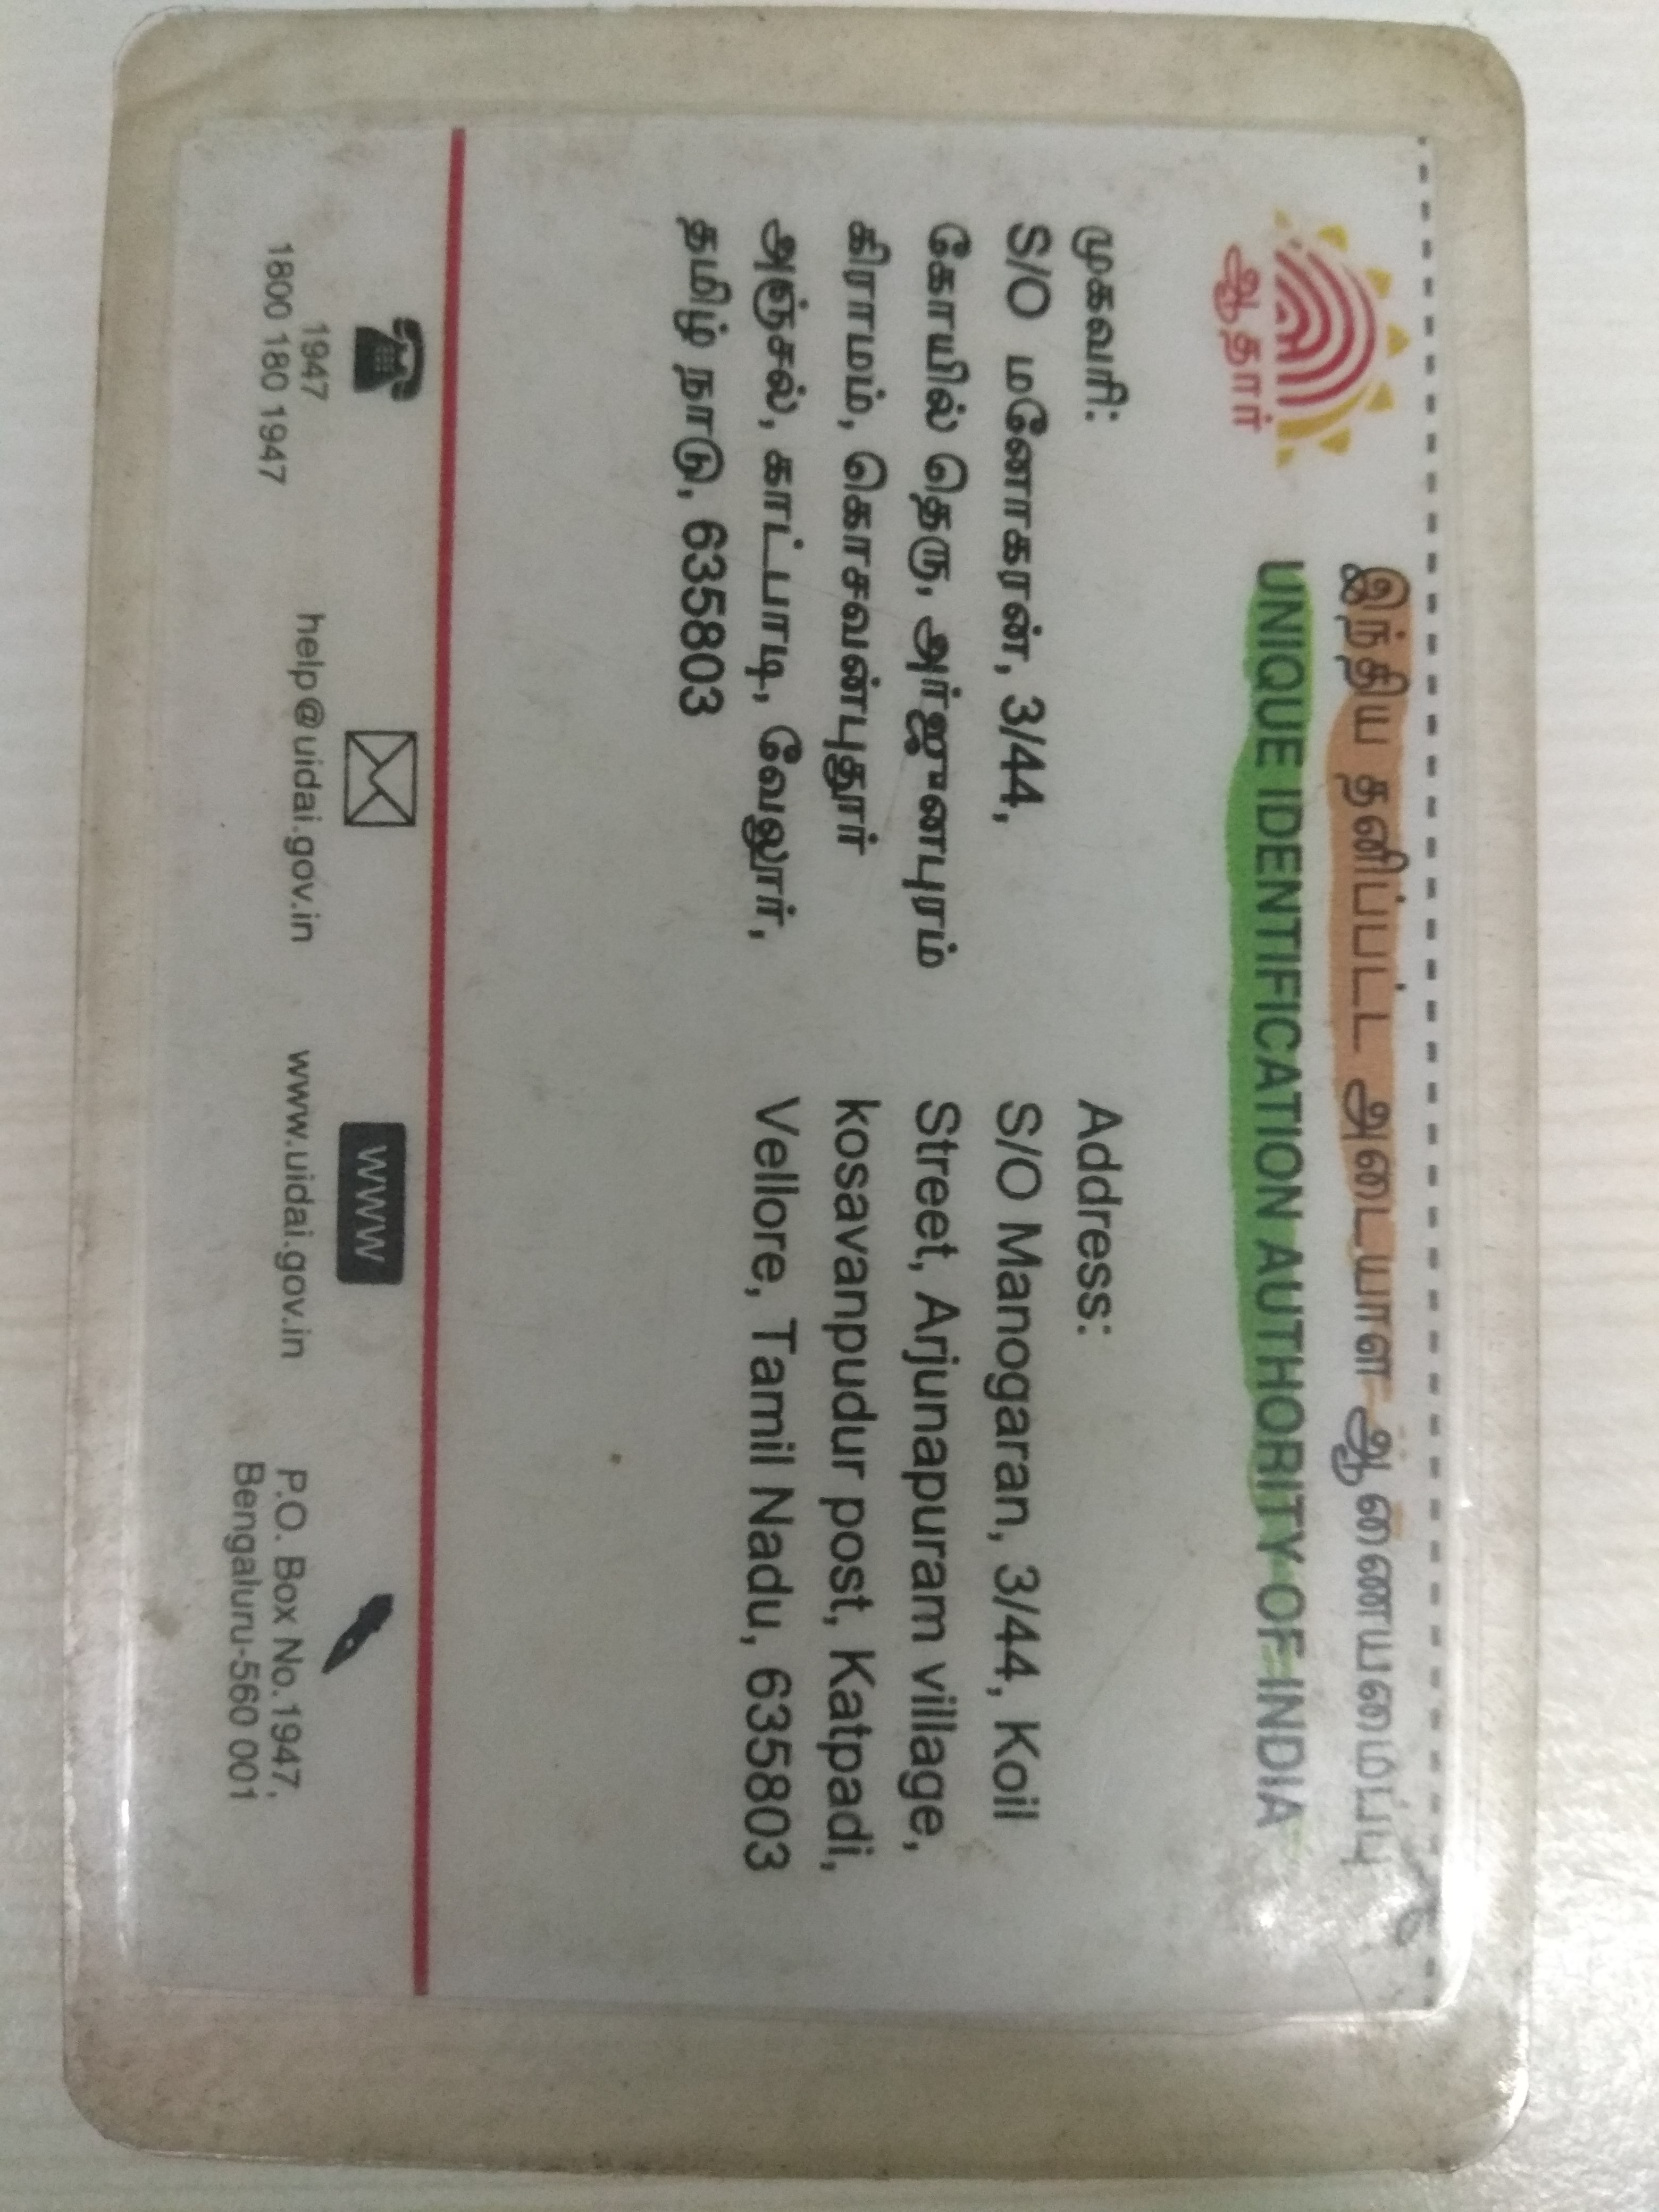 இந்திய தனிப்பட்ட அடையாள ஆணையமைப்பு
UNIQUE IDENTIFICATION AUTHORITY OF INDIA
ஆதார்
முகவரி:
S/O மனோகரன், 3/44,
கோயில் தெரு, அர்ஜுனபுரம்
கிராமம், கொசவன்புதூர்
அஞ்சல், காட்பாடி, வேலூர்,
தமிழ் நாடு, 635803
Address:
S/O Manogaran, 3/44, Koil
Street, Arjunapuram village,
kosavanpudur post, Katpadi,
Vellore, Tamil Nadu, 635803
1947
1800 180 1947
help@uidai.gov.in
WWW
www.uidai.gov.in
P.O. Box No.1947,
Bengaluru-560 001